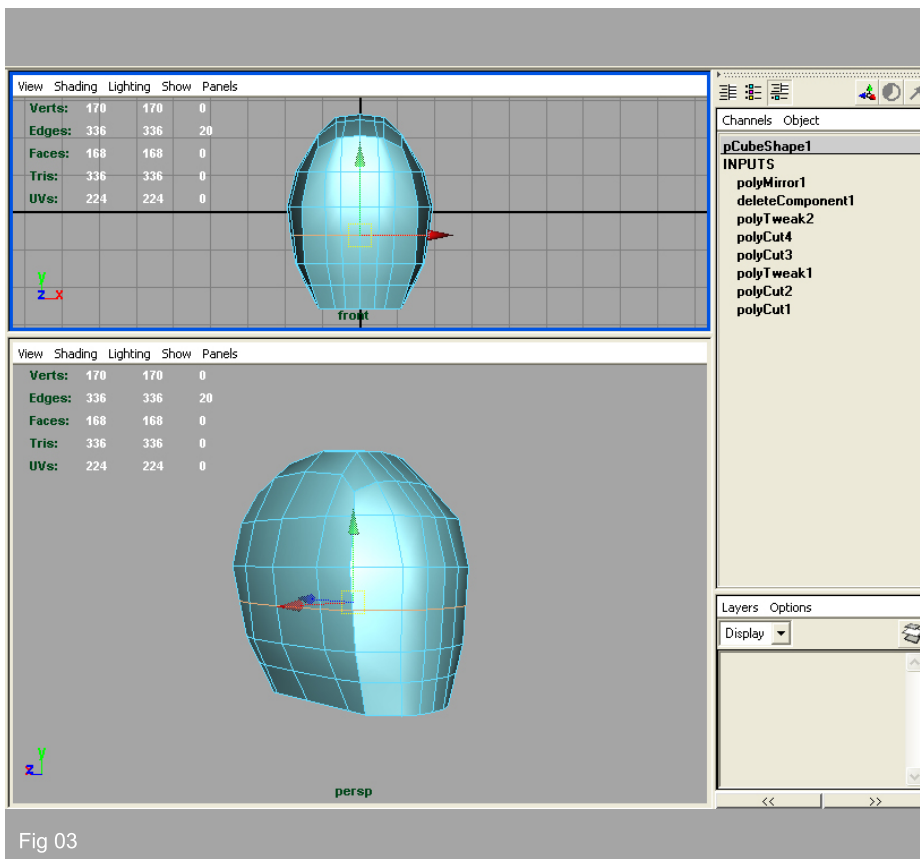 View Shading Lighting Show Panels
Verts: 170 170 0
Edges: 336 336 20
Faces: 168 168 0
Tris: 336 336 0
UVs: 224 224 0
y
z x
front
View Shading Lighting Show Panels
Verts: 170 170 0
Edges: 336 336 20
Faces: 168 168 0
Tris: 336 336 0
UVs: 224 224 0
y
z
persp
Channels Object
pCubeShape1
INPUTS
polyMirror1
deleteComponent1
polyTweak2
polyCut4
polyCut3
polyTweak1
polyCut2
polyCut1
Layers Options
Display
<< >>
Fig 03